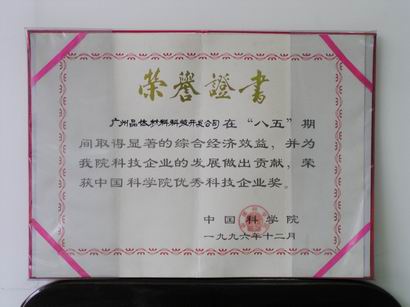 荣誉證書
广州晶体材料科技开发公司在“八五”期
间取得显著的综合经济效益，并为
我院科技企业的发展做出贡献，荣
获中国科学院优秀科技企业奖。
中国科学院
一九九六年十二月